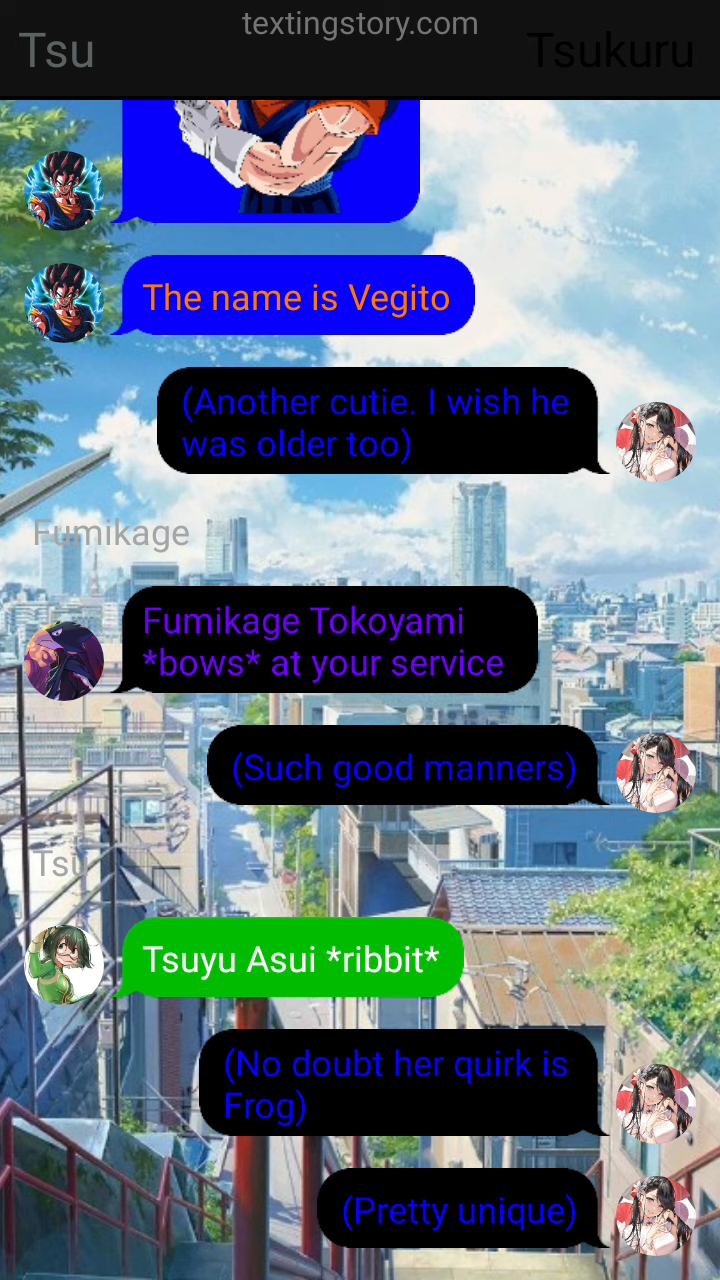 textingstory.com
Tsu
Tsukuru
The name is Vegito
(Another cutie. I wish he
was older too)
Fumikage
Fumikage Tokoyami
*bows* at your service
(Such good manners)
Tsu
Tsuyu Asui *ribbit*
(No doubt her quirk is
Frog)
(Pretty unique)